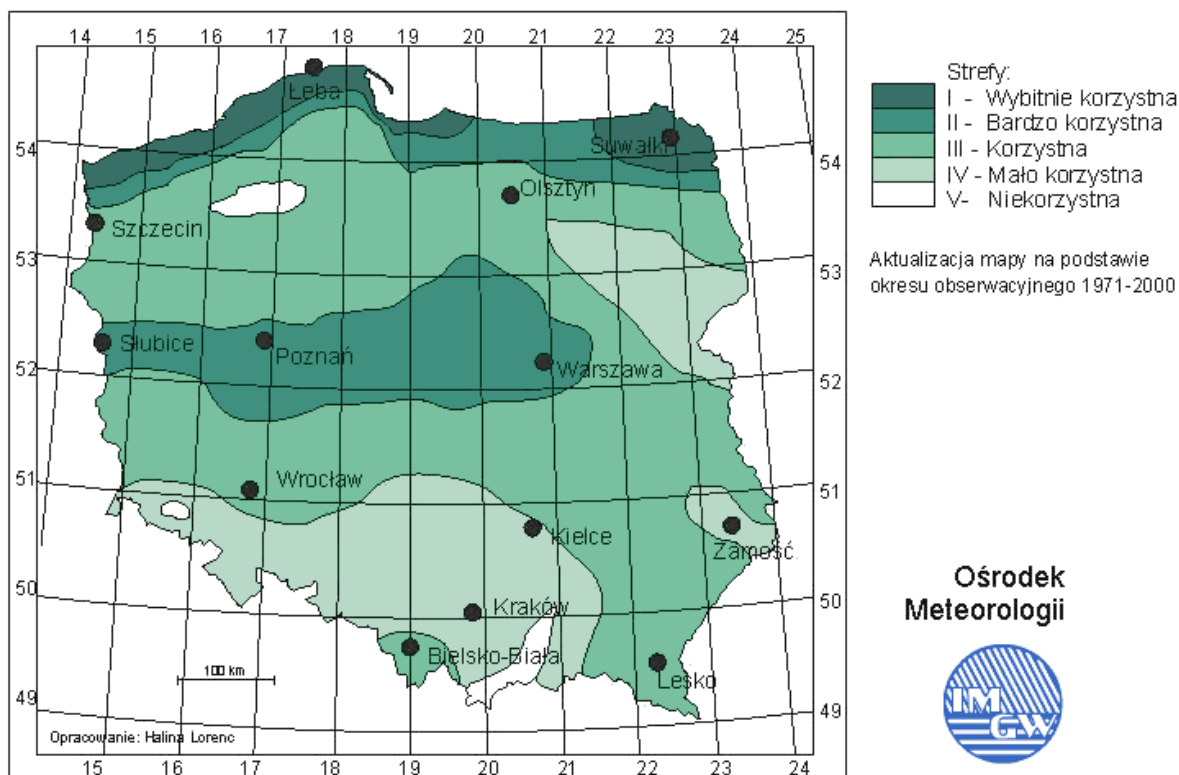 14 15 16 17 18 19 20 21 22 23 24 25
Łeba
Strefy:
I - Wybitnie korzystna
II - Bardzo korzystna
III - Korzystna
IV - Mało korzystna
V- Niekorzystna
54
Suwałki
54
Olsztyn
Szczecin
53
53
Aktualizacja mapy na podstawie
okresu obserwacyjnego 1971-2000
Słubice
Poznań
Warszawa
52
52
Wrocław
51
51
Kielce
Zamość
50
Kraków
50
Bielsko-Biała
Lesko
100 km
49
49
Opracowanie: Halina Lorenc
15 16 17 18 19 20 21 22 23 24
Ośrodek
Meteorologii
IM
GW